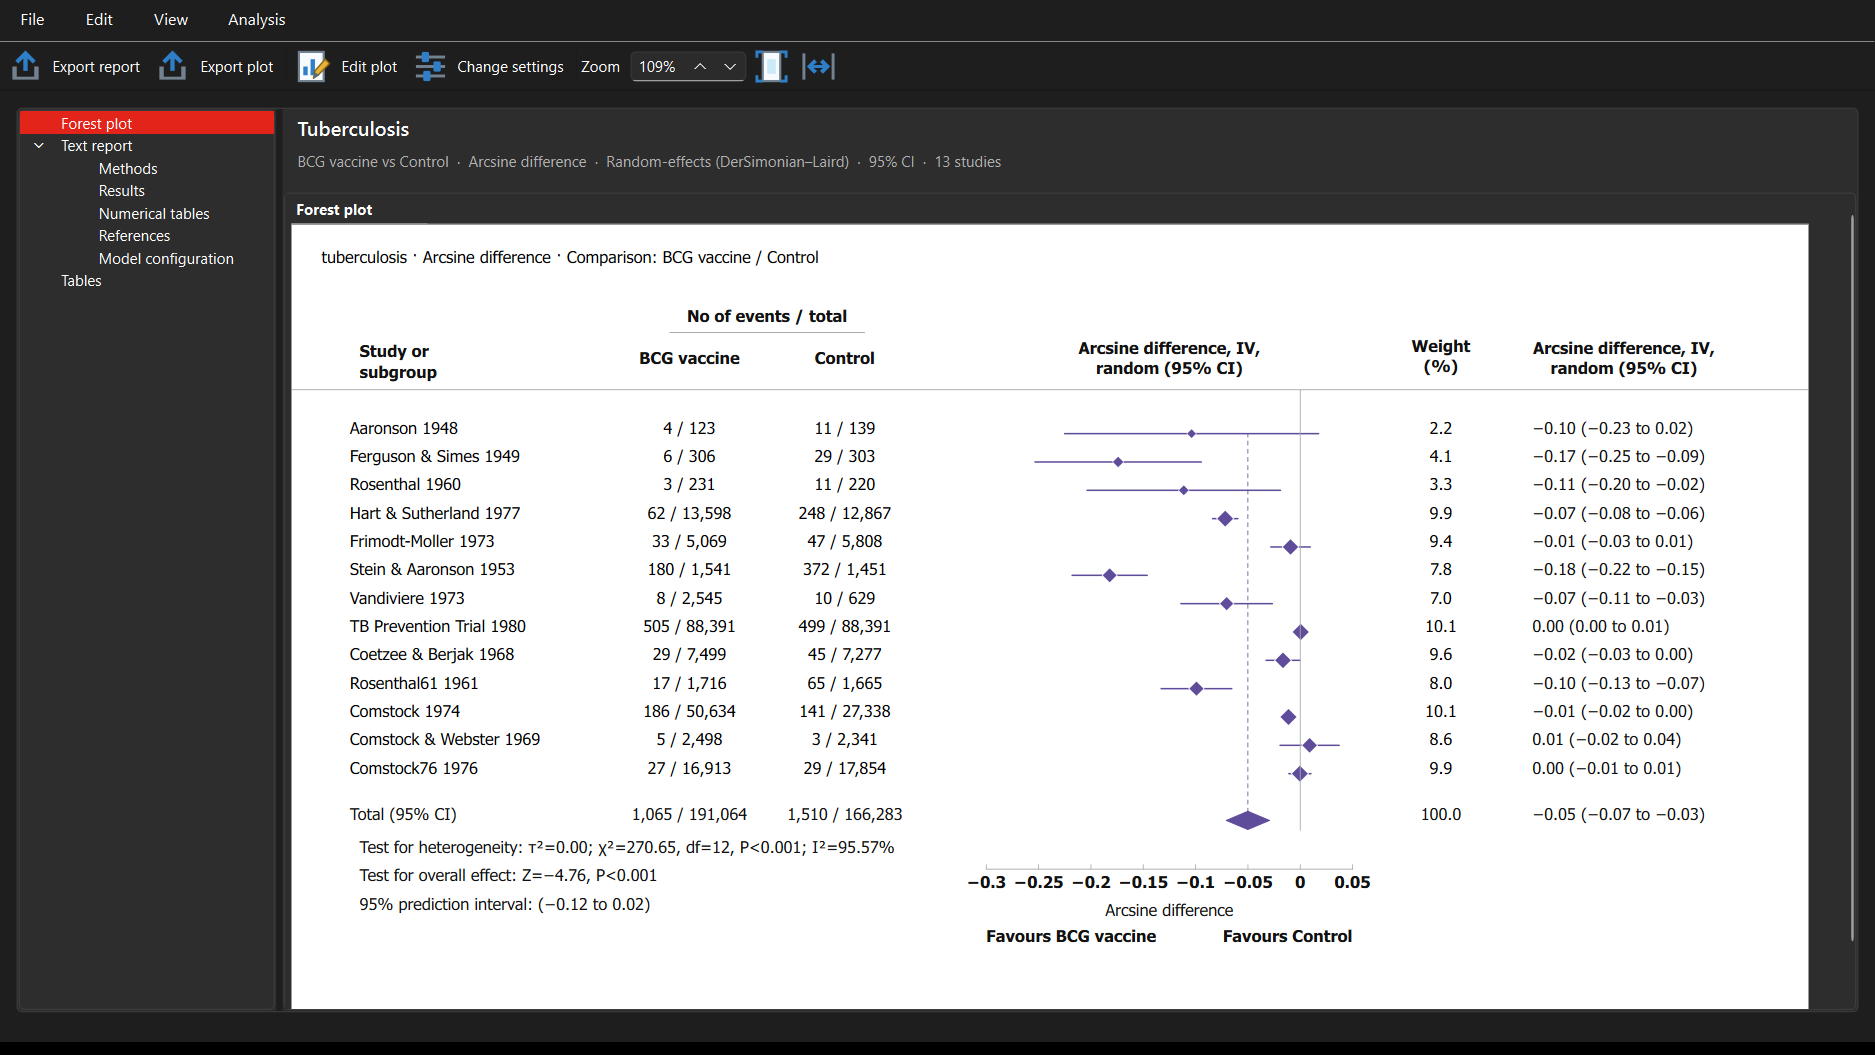 File Edit View Analysis
Export report Export plot Edit plot Change settings Zoom 109%
Forest plot
Text report
Methods
Results
Numerical tables
References
Model configuration
Tables
Tuberculosis
BCG vaccine vs Control · Arcsine difference · Random-effects (DerSimonian–Laird) · 95% CI · 13 studies
Forest plot
tuberculosis · Arcsine difference · Comparison: BCG vaccine / Control
No of events / total
Study or subgroup BCG vaccine Control Arcsine difference, IV, random (95% CI) Weight (%) Arcsine difference, IV, random (95% CI)
Aaronson 1948 4 / 123 11 / 139 2.2 −0.10 (−0.23 to 0.02)
Ferguson & Simes 1949 6 / 306 29 / 303 4.1 −0.17 (−0.25 to −0.09)
Rosenthal 1960 3 / 231 11 / 220 3.3 −0.11 (−0.20 to −0.02)
Hart & Sutherland 1977 62 / 13,598 248 / 12,867 9.9 −0.07 (−0.08 to −0.06)
Frimodt-Moller 1973 33 / 5,069 47 / 5,808 9.4 −0.01 (−0.03 to 0.01)
Stein & Aaronson 1953 180 / 1,541 372 / 1,451 7.8 −0.18 (−0.22 to −0.15)
Vandiviere 1973 8 / 2,545 10 / 629 7.0 −0.07 (−0.11 to −0.03)
TB Prevention Trial 1980 505 / 88,391 499 / 88,391 10.1 0.00 (0.00 to 0.01)
Coetzee & Berjak 1968 29 / 7,499 45 / 7,277 9.6 −0.02 (−0.03 to 0.00)
Rosenthal61 1961 17 / 1,716 65 / 1,665 8.0 −0.10 (−0.13 to −0.07)
Comstock 1974 186 / 50,634 141 / 27,338 10.1 −0.01 (−0.02 to 0.00)
Comstock & Webster 1969 5 / 2,498 3 / 2,341 8.6 0.01 (−0.02 to 0.04)
Comstock76 1976 27 / 16,913 29 / 17,854 9.9 0.00 (−0.01 to 0.01)
Total (95% CI) 1,065 / 191,064 1,510 / 166,283 100.0 −0.05 (−0.07 to −0.03)
Test for heterogeneity: τ²=0.00; χ²=270.65, df=12, P<0.001; I²=95.57%
Test for overall effect: Z=−4.76, P<0.001
95% prediction interval: (−0.12 to 0.02)
−0.3 −0.25 −0.2 −0.15 −0.1 −0.05 0 0.05
Arcsine difference
Favours BCG vaccine Favours Control